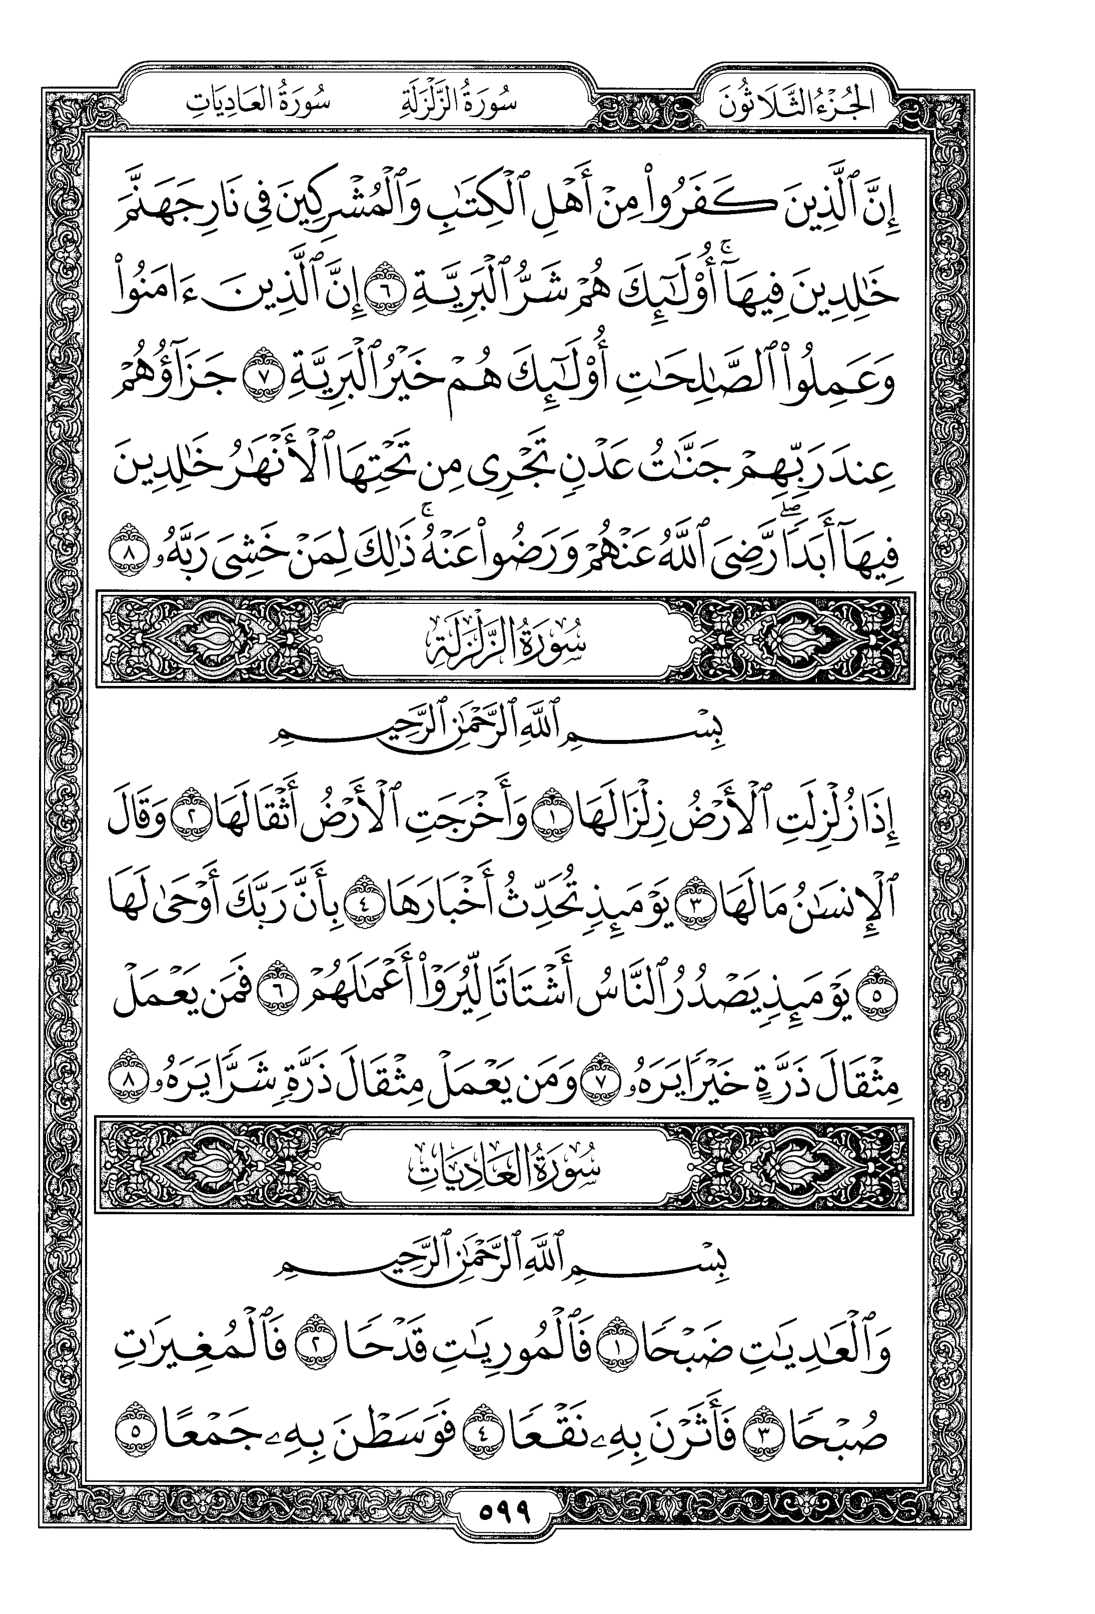 الجُزْءُ الثَّلَاثُونَ سُورَةُ الزَّلْزَلَةِ سُورَةُ العَادِيَاتِ
إِنَّ ٱلَّذِينَ كَفَرُوا۟ مِنْ أَهْلِ ٱلْكِتَٰبِ وَٱلْمُشْرِكِينَ فِى نَارِ جَهَنَّمَ
خَٰلِدِينَ فِيهَآ ۚ أُو۟لَٰٓئِكَ هُمْ شَرُّ ٱلْبَرِيَّةِ ٦ إِنَّ ٱلَّذِينَ ءَامَنُوا۟
وَعَمِلُوا۟ ٱلصَّٰلِحَٰتِ أُو۟لَٰٓئِكَ هُمْ خَيْرُ ٱلْبَرِيَّةِ ٧ جَزَآؤُهُمْ
عِندَ رَبِّهِمْ جَنَّٰتُ عَدْنٍ تَجْرِى مِن تَحْتِهَا ٱلْأَنْهَٰرُ خَٰلِدِينَ
فِيهَآ أَبَدًا ۖ رَّضِىَ ٱللَّهُ عَنْهُمْ وَرَضُوا۟ عَنْهُ ۚ ذَٰلِكَ لِمَنْ خَشِىَ رَبَّهُۥ ٨
سُورَةُ الزَّلْزَلَةِ
بِسْمِ ٱللَّهِ ٱلرَّحْمَٰنِ ٱلرَّحِيمِ
إِذَا زُلْزِلَتِ ٱلْأَرْضُ زِلْزَالَهَا ١ وَأَخْرَجَتِ ٱلْأَرْضُ أَثْقَالَهَا ٢ وَقَالَ
ٱلْإِنسَٰنُ مَا لَهَا ٣ يَوْمَئِذٍ تُحَدِّثُ أَخْبَارَهَا ٤ بِأَنَّ رَبَّكَ أَوْحَىٰ لَهَا
٥ يَوْمَئِذٍ يَصْدُرُ ٱلنَّاسُ أَشْتَاتًا لِّيُرَوْا۟ أَعْمَٰلَهُمْ ٦ فَمَن يَعْمَلْ
مِثْقَالَ ذَرَّةٍ خَيْرًا يَرَهُۥ ٧ وَمَن يَعْمَلْ مِثْقَالَ ذَرَّةٍ شَرًّا يَرَهُۥ ٨
سُورَةُ العَادِيَاتِ
بِسْمِ ٱللَّهِ ٱلرَّحْمَٰنِ ٱلرَّحِيمِ
وَٱلْعَٰدِيَٰتِ ضَبْحًا ١ فَٱلْمُورِيَٰتِ قَدْحًا ٢ فَٱلْمُغِيرَٰتِ
صُبْحًا ٣ فَأَثَرْنَ بِهِۦ نَقْعًا ٤ فَوَسَطْنَ بِهِۦ جَمْعًا ٥
٥٩٩